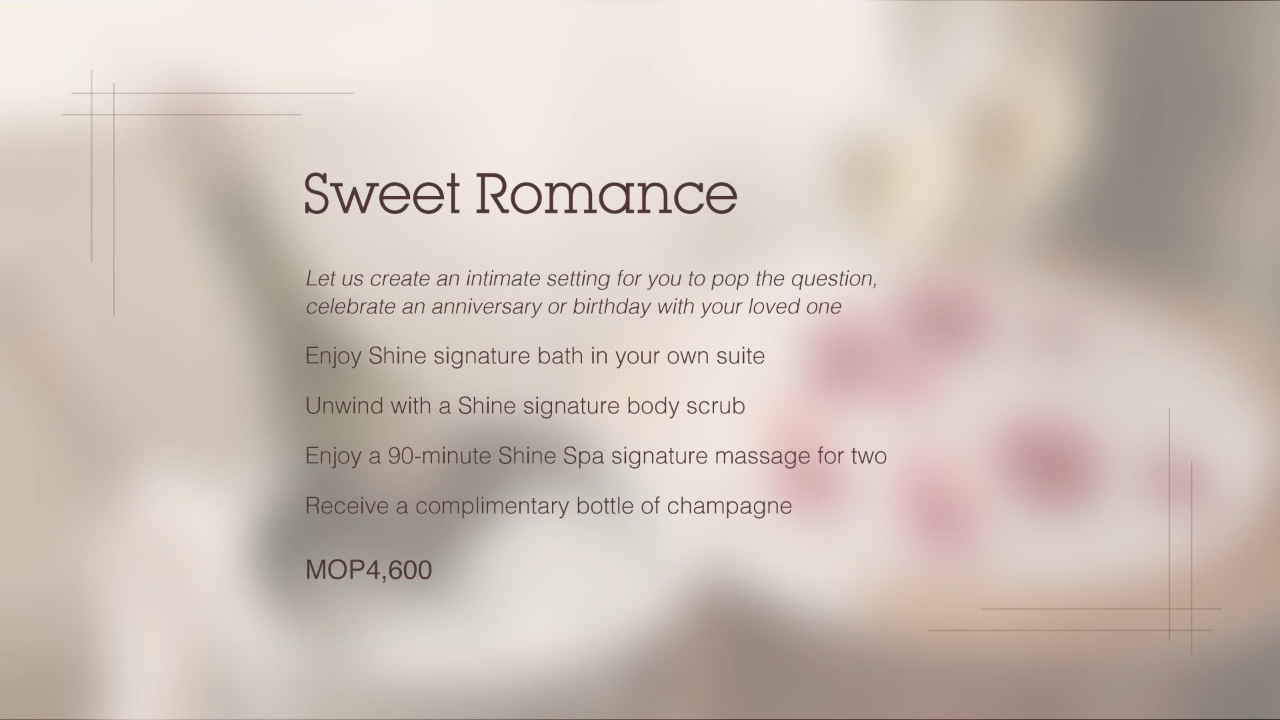 Sweet Romance
Let us create an intimate setting for you to pop the question,
celebrate an anniversary or birthday with your loved one
Enjoy Shine signature bath in your own suite
Unwind with a Shine signature body scrub
Enjoy a 90-minute Shine Spa signature massage for two
Receive a complimentary bottle of champagne
MOP4,600